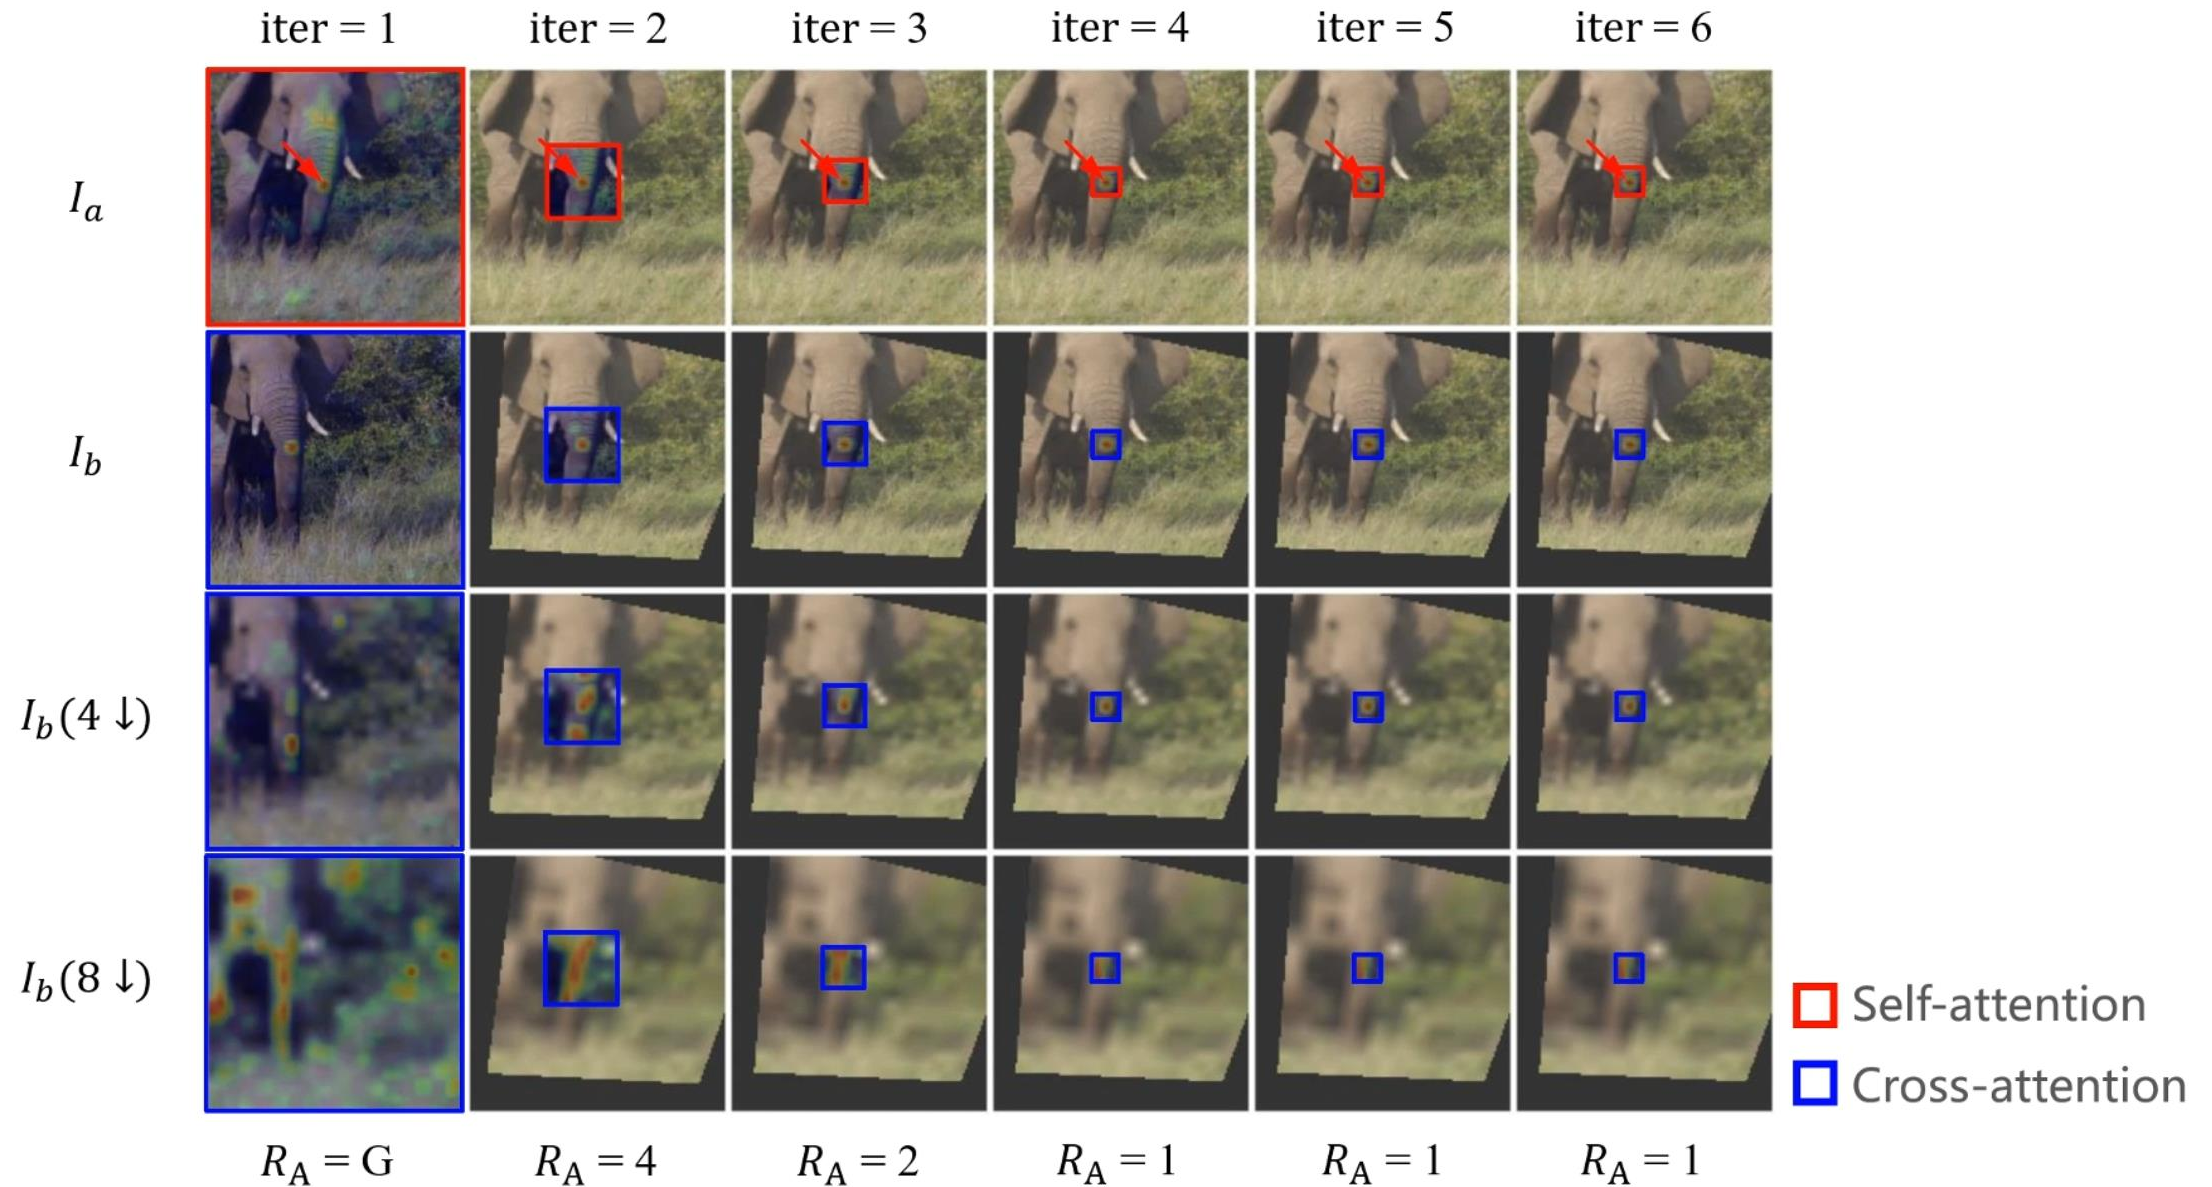 iter = 1 iter = 2 iter = 3 iter = 4 iter = 5 iter = 6
I_a
I_b
I_b(4 ↓)
I_b(8 ↓)
Self-attention
Cross-attention
R_A = G R_A = 4 R_A = 2 R_A = 1 R_A = 1 R_A = 1